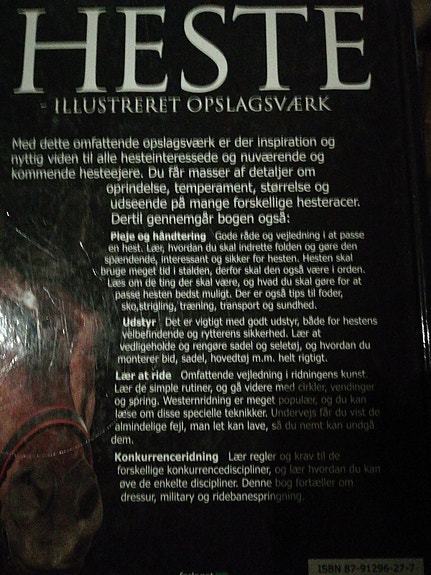 HESTE
- ILLUSTRERET OPSLAGSVÆRK
Med dette omfattende opslagsværk er der inspiration og
nyttig viden til alle hesteinteressede og nuværende og
kommende hesteejere. Du får masser af detaljer om
oprindelse, temperament, størrelse og
udseende på mange forskellige hesteracer.
Dertil gennemgår bogen også:
Pleje og håndtering Gode råde og vejledning i at passe
en hest. Lær, hvordan du skal indrette folden og gøre den
spændende, interessant og sikker for hesten. Hesten skal
bruge meget tid i stalden, derfor skal den også være i orden.
Læs om de ting der skal være, og hvad du skal gøre for at
passe hesten bedst muligt. Der er også tips til foder,
sko,strigling, træning, transport og sundhed.
Udstyr Det er vigtigt med godt udstyr, både for hestens
velbefindende og rytterens sikkerhed. Lær at
vedligeholde og rengøre sadel og seletøj, og hvordan du
monterer bid, sadel, hovedtøj m.m. helt rigtigt.
Lær at ride Omfattende vejledning i ridningens kunst.
Lær de simple rutiner, og gå videre med cirkler, vendinger
og spring. Westernridning er meget populær, og du kan
læse om disse specielle teknikker. Undervejs får du vist de
almindelige fejl, man let kan lave, så du nemt kan undgå
dem.
Konkurrenceridning Lær regler og krav til de
forskellige konkurrencediscipliner, og lær hvordan du kan
øve de enkelte discipliner. Denne bog fortæller om
dressur, military og ridebanespringning.
ISBN 87-91296-27-7